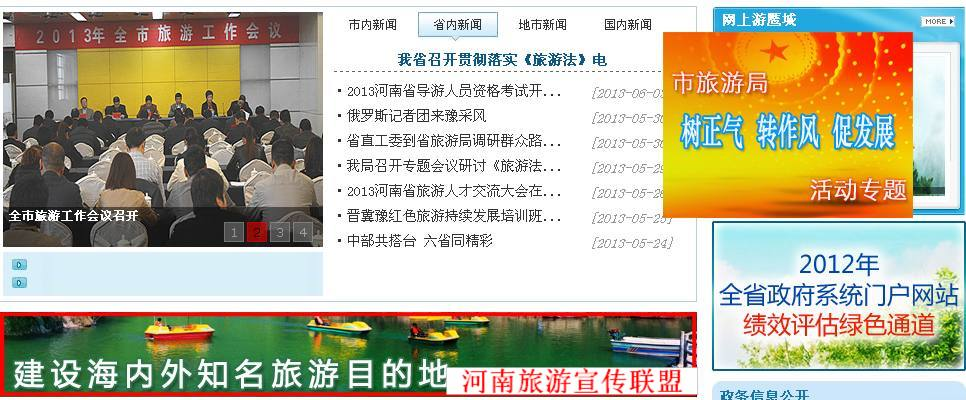 2013年全市旅游工作会议
全市旅游工作会议召开
1 2 3 4
0
0
市内新闻 省内新闻 地市新闻 国内新闻
我省召开贯彻落实《旅游法》电
2013河南省导游人员资格考试开... [2013-06-0
俄罗斯记者团来豫采风 [2013-05-30
省直工委到省旅游局调研群众路... [2013-05-30
我局召开专题会议研讨《旅游法... [2013-05-29
2013河南省旅游人才交流大会在... [2013-05-2
晋冀豫红色旅游持续发展培训班... [2013-05-2
中部共搭台 六省同精彩 [2013-05-24]
建设海内外知名旅游目的地
河南旅游宣传联盟
网上游鹰城 MORE
市旅游局
树正气 转作风 促发展
活动专题
2012年
全省政府系统门户网站
绩效评估绿色通道
政务信息公开